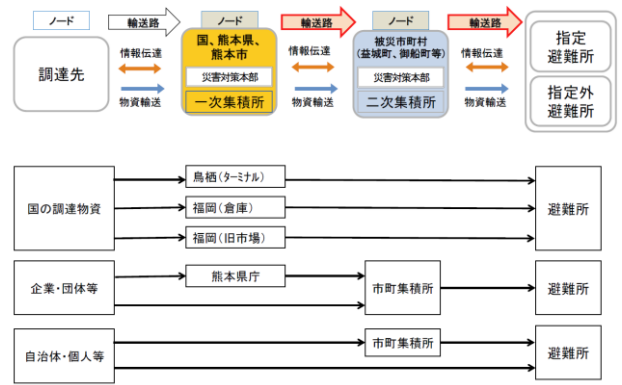 ノード
輸送路
ノード
輸送路
ノード
輸送路
調達先
情報伝達
物資輸送
国、熊本県、
熊本市
災害対策本部
一次集積所
情報伝達
物資輸送
被災市町村
(益城町、御船町等)
災害対策本部
二次集積所
情報伝達
物資輸送
指定
避難所
指定外
避難所
国の調達物資
鳥栖(ターミナル)
福岡(倉庫)
福岡(旧市場)
避難所
企業・団体等
熊本県庁
市町集積所
避難所
自治体・個人等
市町集積所
避難所